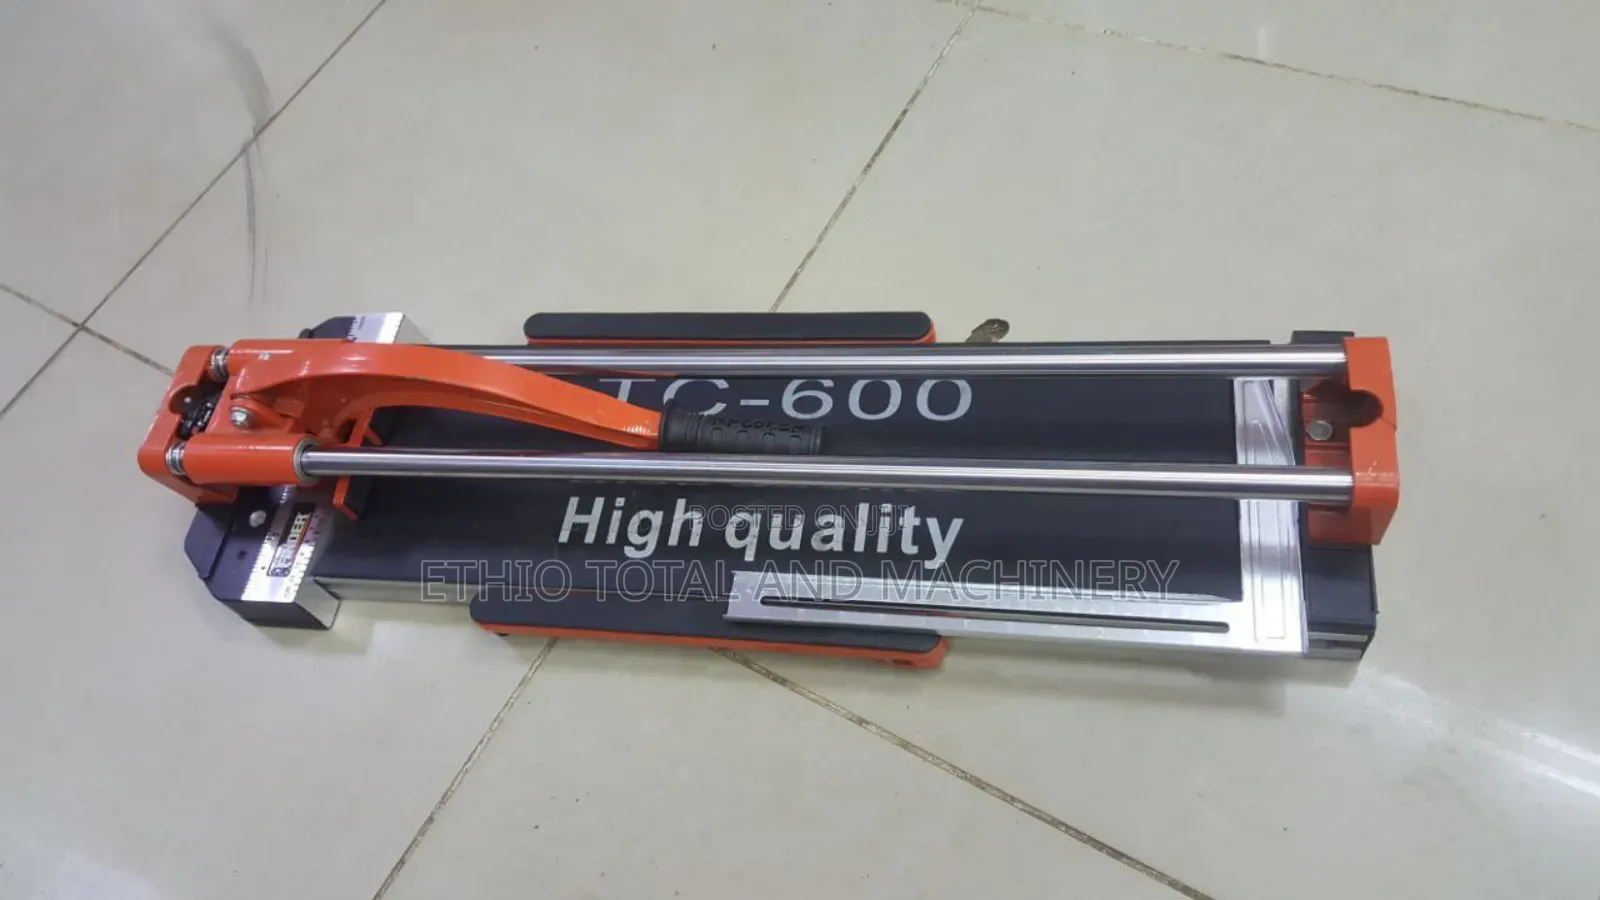 TC-600
High quality
POSTED ON JIJI
ETHIO TOTAL AND MACHINERY